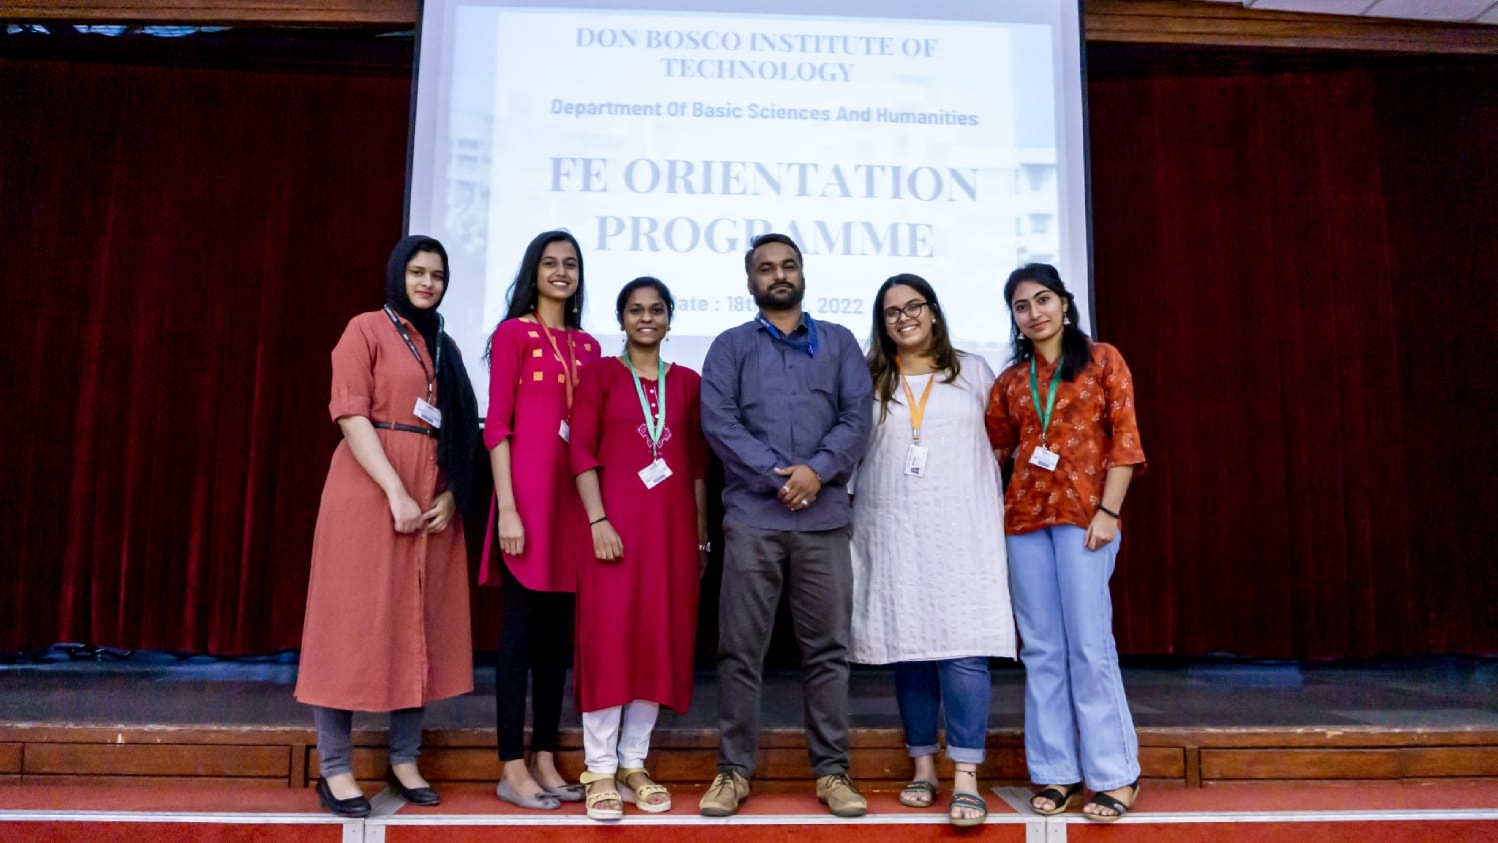 DON BOSCO INSTITUTE OF
TECHNOLOGY
Department Of Basic Sciences And Humanities
FE ORIENTATION
PROGRAMME
2022